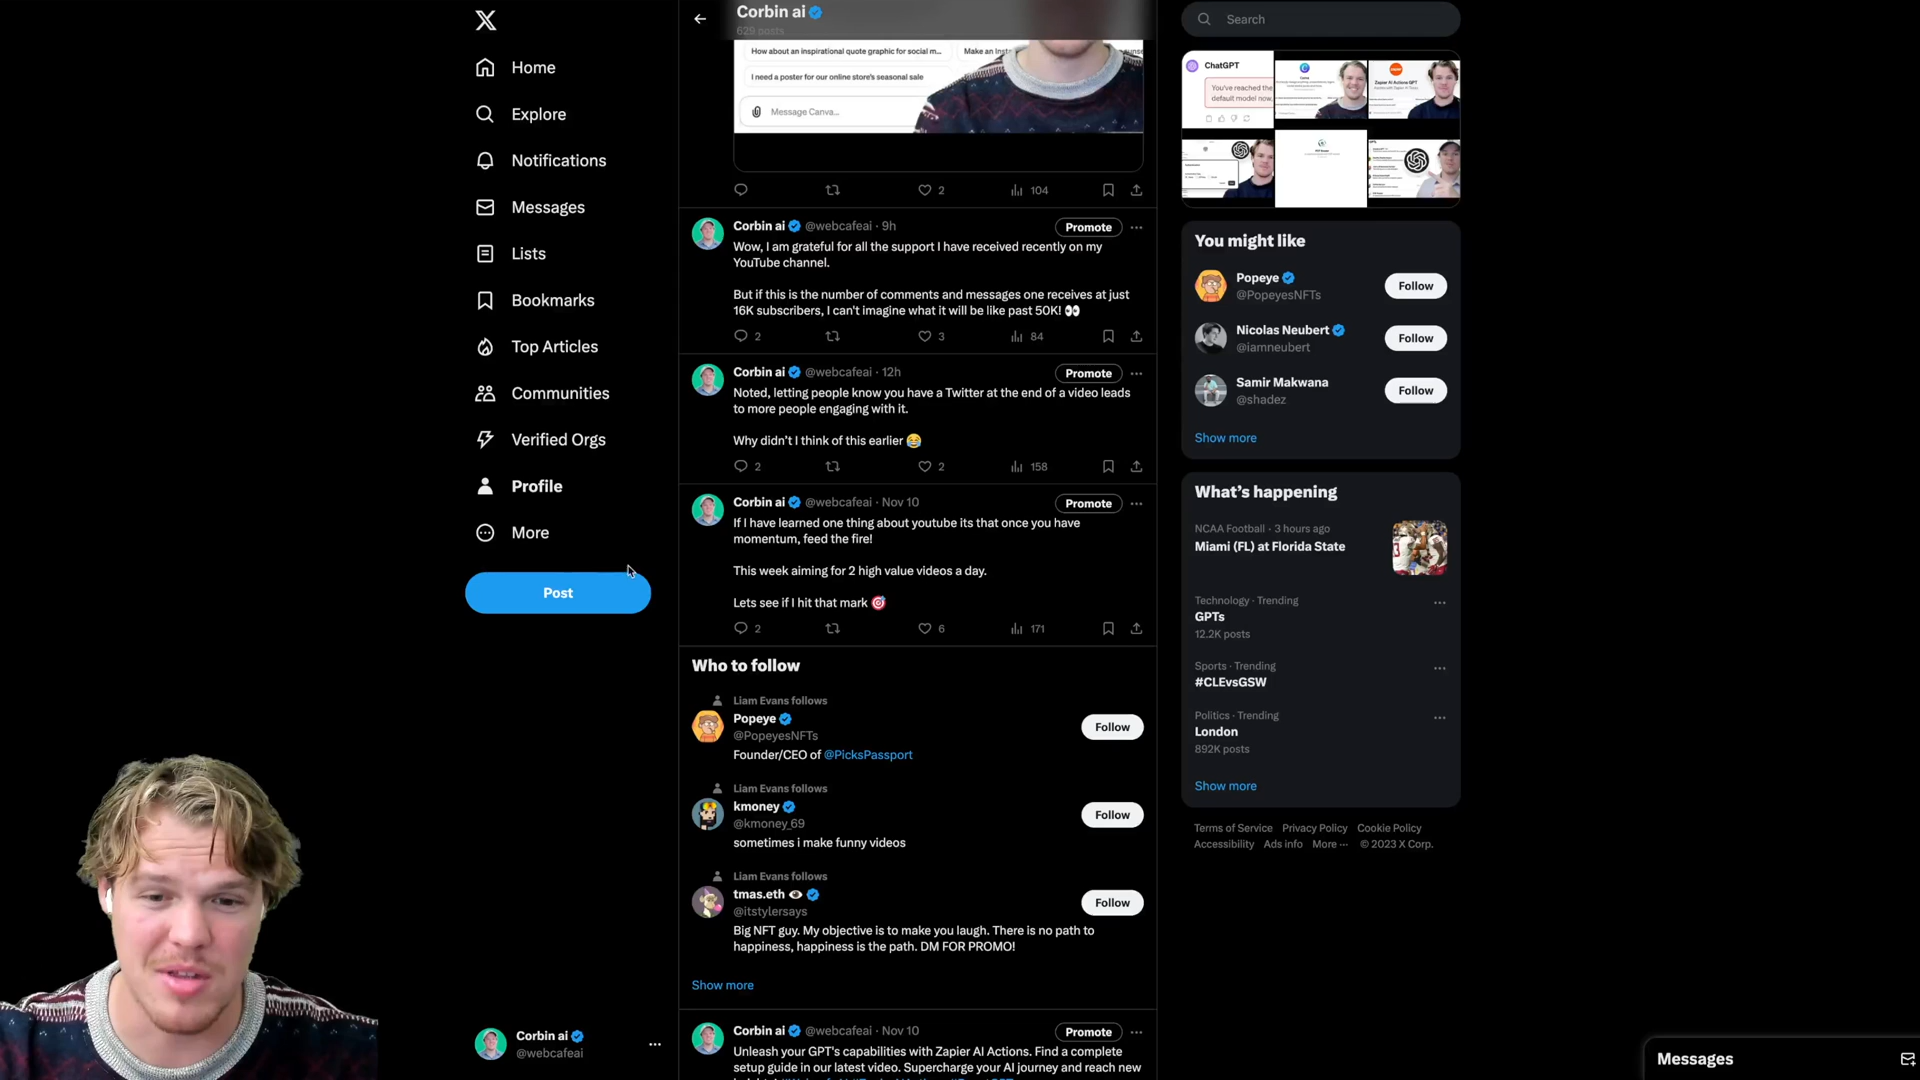 Home
Explore
Notifications
Messages
Lists
Bookmarks
Top Articles
Communities
Verified Orgs
Profile
More
Post
Corbin ai
@webcafeai
Corbin ai
629 posts
How about an inspirational quote graphic for social m...
I need a poster for our online store's seasonal sale
Message Canva...
2
104
Corbin ai @webcafeai · 9h
Promote
Wow, I am grateful for all the support I have received recently on my
YouTube channel.
But if this is the number of comments and messages one receives at just
16K subscribers, I can't imagine what it will be like past 50K! 👀
2
3
84
Corbin ai @webcafeai · 12h
Promote
Noted, letting people know you have a Twitter at the end of a video leads
to more people engaging with it.
Why didn't I think of this earlier 😂
2
2
158
Corbin ai @webcafeai · Nov 10
Promote
If I have learned one thing about youtube its that once you have
momentum, feed the fire!
This week aiming for 2 high value videos a day.
Lets see if I hit that mark 🎯
2
6
171
Who to follow
Liam Evans follows
Popeye
@PopeyesNFTs
Founder/CEO of @PicksPassport
Follow
Liam Evans follows
kmoney
@kmoney_69
sometimes i make funny videos
Follow
Liam Evans follows
tmas.eth
@itstylersays
Big NFT guy. My objective is to make you laugh. There is no path to
happiness, happiness is the path. DM FOR PROMO!
Follow
Show more
Corbin ai @webcafeai · Nov 10
Promote
Unleash your GPT's capabilities with Zapier AI Actions. Find a complete
setup guide in our latest video. Supercharge your AI journey and reach new
Search
ChatGPT
You've reached the
default model now.
Zapier AI Actions GPT
You might like
Popeye
@PopeyesNFTs
Follow
Nicolas Neubert
@iamneubert
Follow
Samir Makwana
@shadez
Follow
Show more
What's happening
NCAA Football · 3 hours ago
Miami (FL) at Florida State
Technology · Trending
GPTs
12.2K posts
Sports · Trending
#CLEvsGSW
Politics · Trending
London
892K posts
Show more
Terms of Service Privacy Policy Cookie Policy
Accessibility Ads info More ··· © 2023 X Corp.
Messages